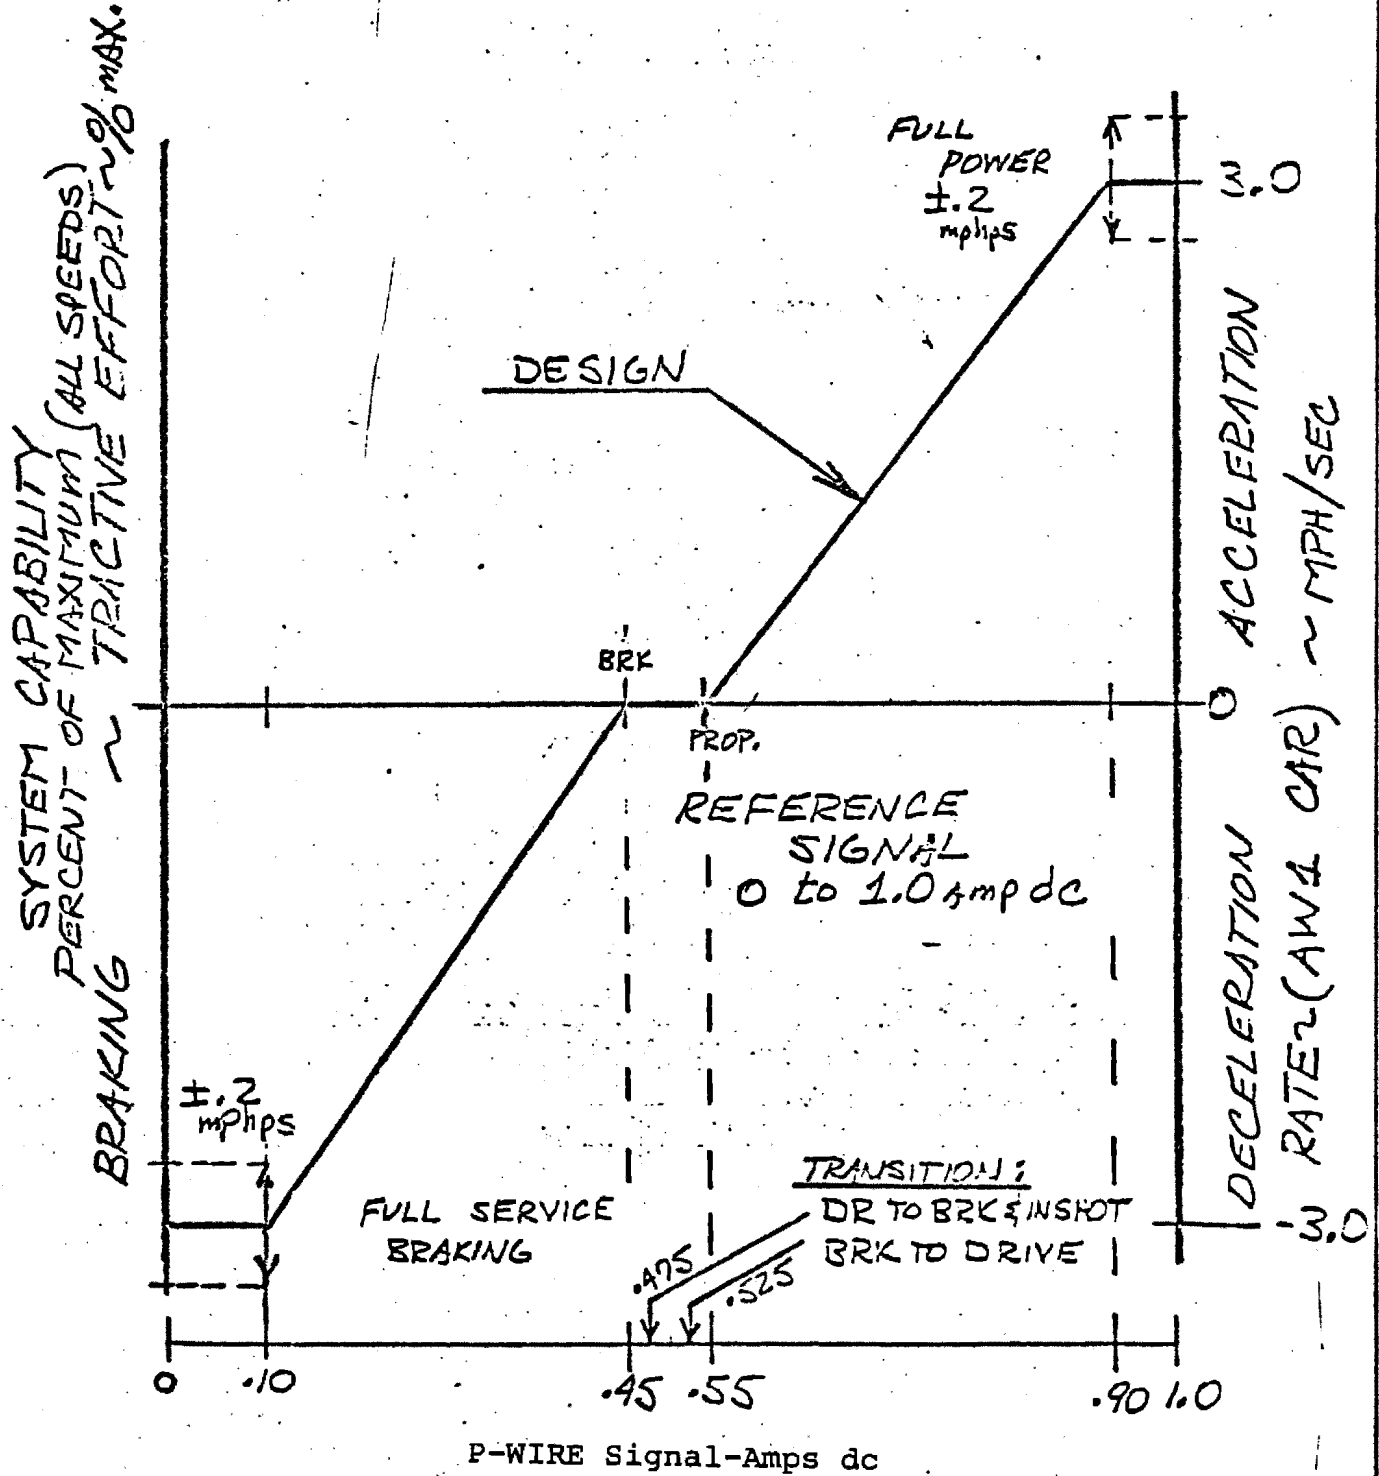 SYSTEM CAPABILITY
PERCENT OF MAXIMUM (ALL SPEEDS)
BRAKING ~ ~ TRACTIVE EFFORT ~ % MAX.
FULL
POWER
±.2
mphps
3.0
DESIGN
ACCELERATION
BRK
0
PROP.
REFERENCE
SIGNAL
0 to 1.0 Amp dc
DECELERATION
RATE ~ (AW1 CAR) ~ MPH/SEC
±.2
mphps
FULL SERVICE
BRAKING
TRANSITION:
DR TO BRK & INSHOT
BRK TO DRIVE
-3.0
.475
.525
0 .10 .45 .55 .90 1.0
P-WIRE Signal-Amps dc